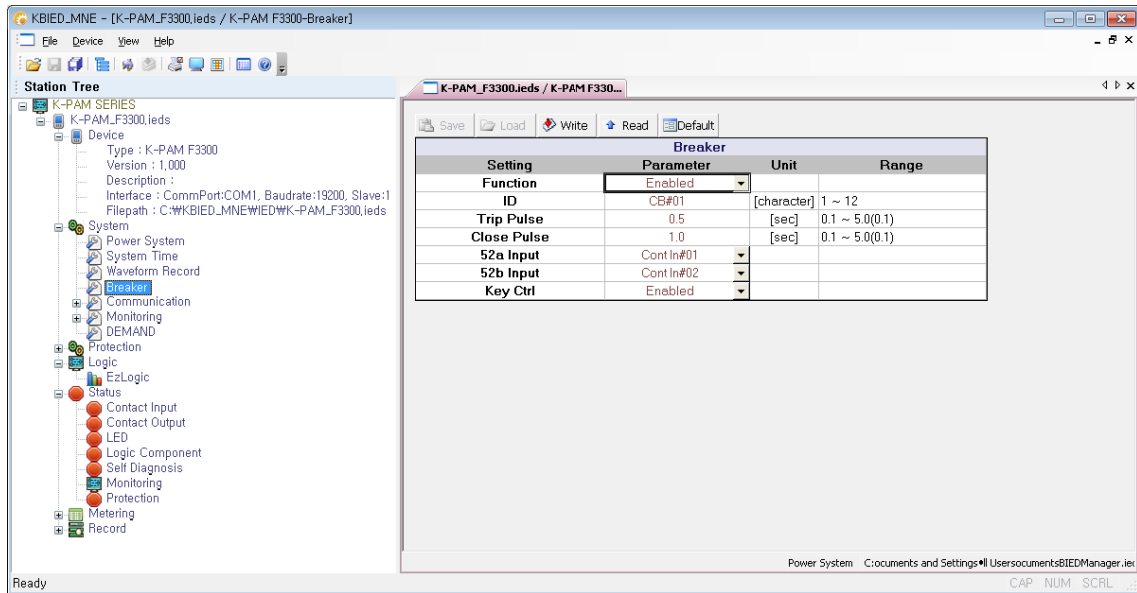 KBIED_MNE - [K-PAM_F3300,ieds / K-PAM F3300-Breaker]
File Device View Help
Station Tree
K-PAM SERIES
K-PAM_F3300,ieds
Device
Type : K-PAM F3300
Version : 1,000
Description :
Interface : CommPort:COM1, Baudrate:19200, Slave:1
Filepath : C:₩KBIED_MNE₩IED₩K-PAM_F3300,ieds
System
Power System
System Time
Waveform Record
Breaker
Communication
Monitoring
DEMAND
Protection
Logic
EzLogic
Status
Contact Input
Contact Output
LED
Logic Component
Self Diagnosis
Monitoring
Protection
Metering
Record
K-PAM_F3300.ieds / K-PAM F330...
Save Load Write Read Default
Breaker
Setting Parameter Unit Range
Function Enabled
ID CB#01 [character] 1 ~ 12
Trip Pulse 0.5 [sec] 0.1 ~ 5.0(0.1)
Close Pulse 1.0 [sec] 0.1 ~ 5.0(0.1)
52a Input Cont In#01
52b Input Cont In#02
Key Ctrl Enabled
Power System C:ocuments and Settings•ll UsersocumentsBIEDManager.iec
Ready CAP NUM SCRL